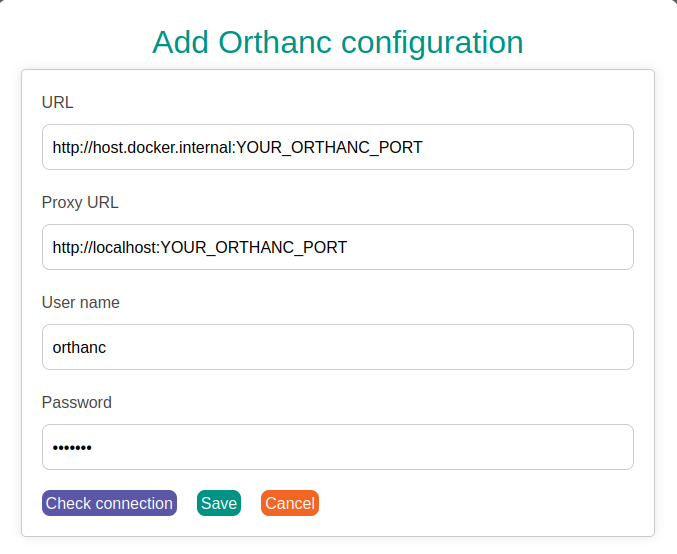 Add Orthanc configuration
URL
http://host.docker.internal:YOUR_ORTHANC_PORT
Proxy URL
http://localhost:YOUR_ORTHANC_PORT
User name
orthanc
Password
•••••••
Check connection Save Cancel